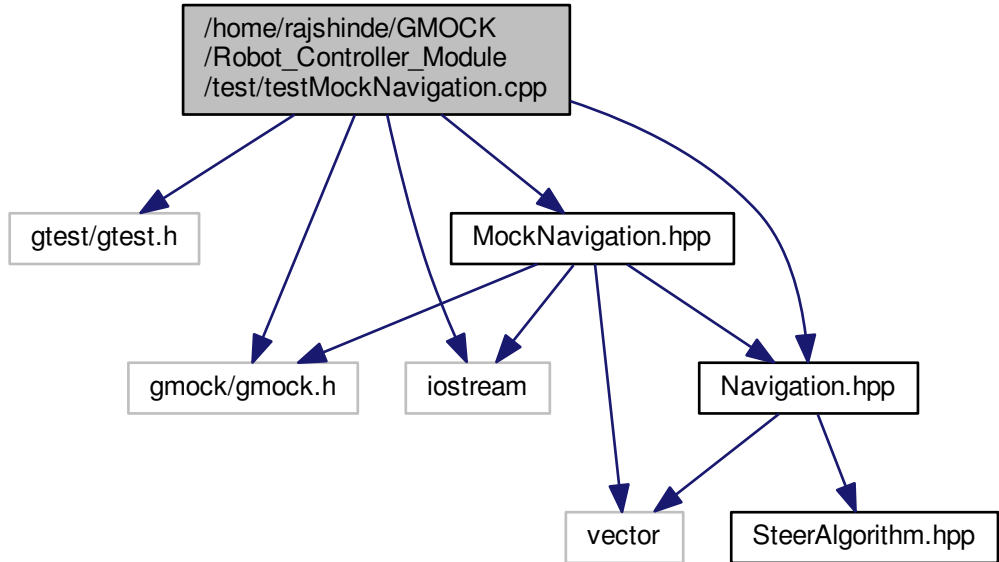 /home/rajshinde/GMOCK
/Robot_Controller_Module
/test/testMockNavigation.cpp
gtest/gtest.h
MockNavigation.hpp
gmock/gmock.h
iostream
Navigation.hpp
vector
SteerAlgorithm.hpp